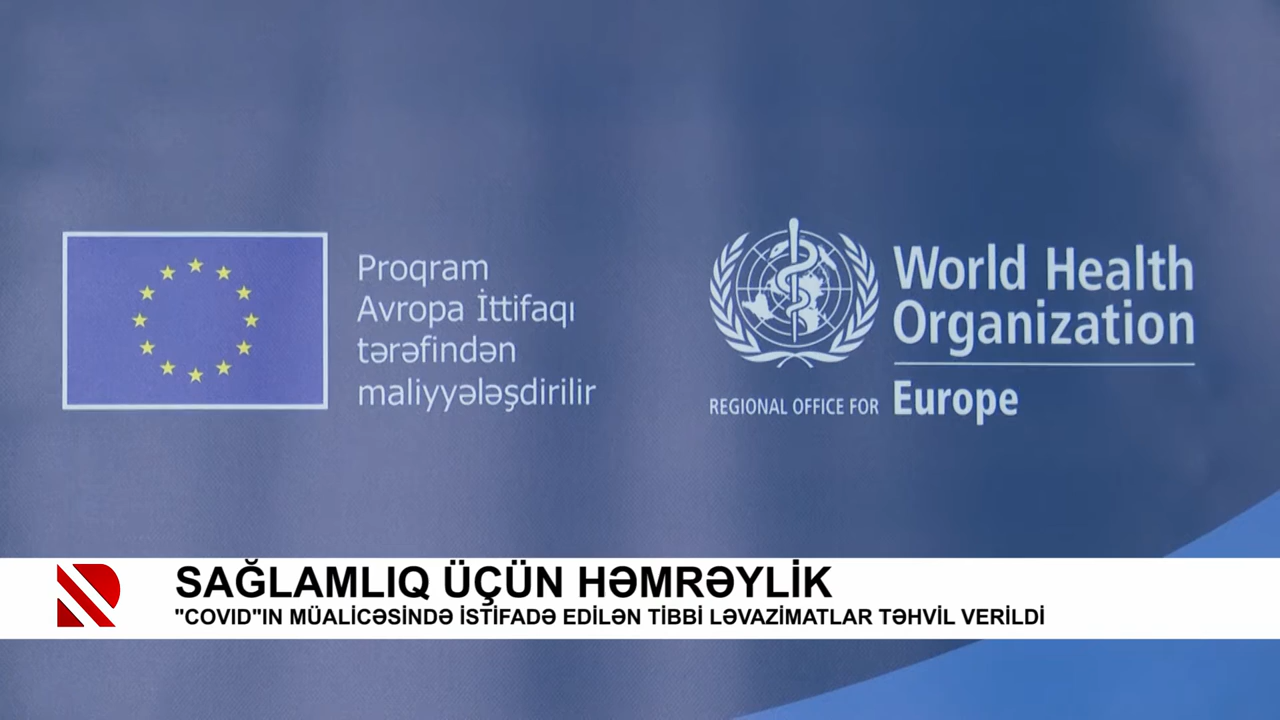 Proqram
Avropa İttifaqı
tərəfindən
maliyyələşdirilir
World Health
Organization
REGIONAL OFFICE FOR Europe
SAĞLAMLIQ ÜÇÜN HƏMRƏYLİK
"COVID"IN MÜALİCƏSİNDƏ İSTİFADƏ EDİLƏN TİBBİ LƏVAZİMATLAR TƏHVİL VERİLDİ